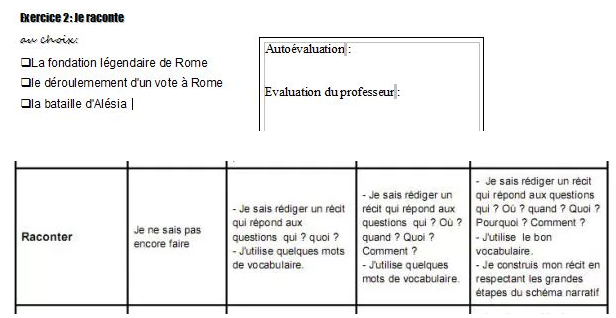 Exercice 2: Je raconte
au choix:
❑La fondation légendaire de Rome
❑le déroulemement d'un vote à Rome
❑la bataille d'Alésia
Autoévaluation :
Evaluation du professeur :
Raconter
Je ne sais pas
encore faire
- Je sais rédiger un récit
qui répond aux
questions qui ? quoi ?
- J'utilise quelques mots
de vocabulaire.
- Je sais rédiger un
récit qui répond aux
questions qui ? Où ?
quand ? Quoi ?
Comment ?
- J'utilise quelques
mots de vocabulaire.
- Je sais rédiger un récit
qui répond aux questions
qui ? Où ? quand ? Quoi ?
Pourquoi ? Comment ?
- J'utilise le bon
vocabulaire.
- Je construis mon récit en
respectant les grandes
étapes du schéma narratif